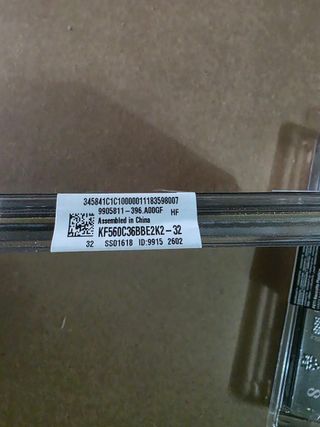 345841C1C10000011183598007
9905811-396.A00GF HF
Assembled in China
KF560C36BBE2K2-32
32 SS01618 ID:9915 2602